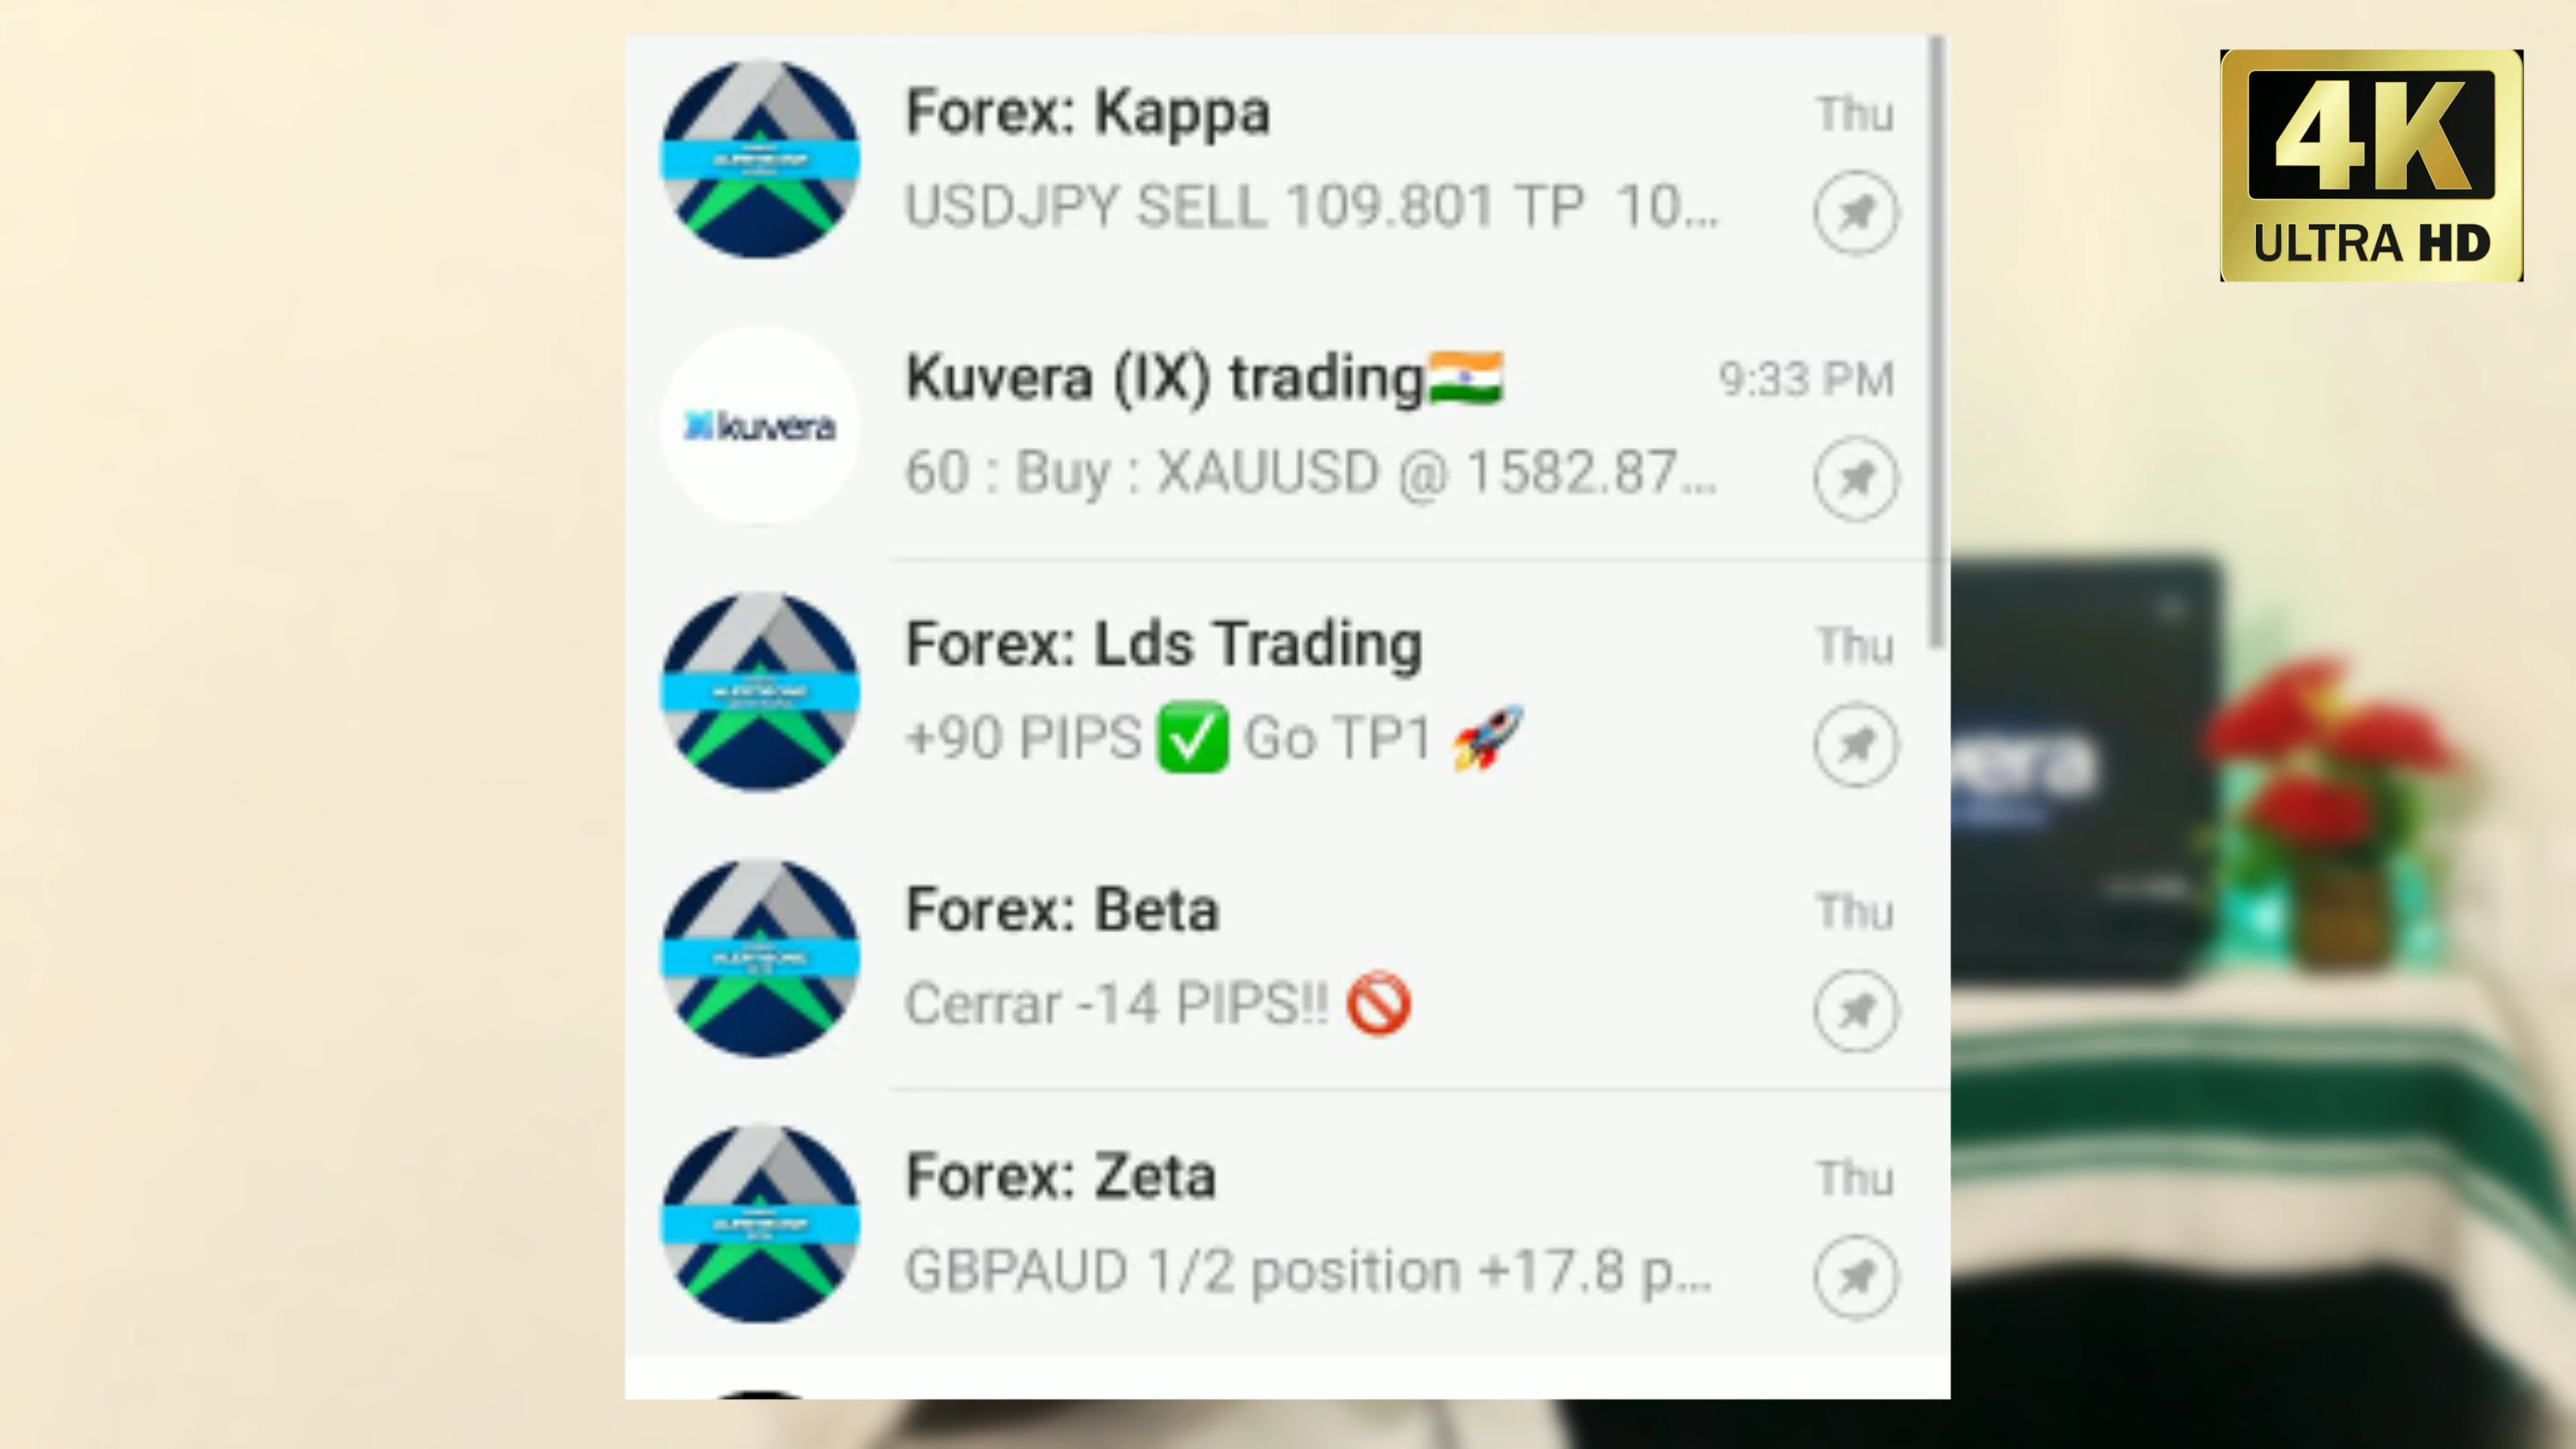 Forex: Kappa
Thu
USDJPY SELL 109.801 TP 10...
Kuvera (IX) trading🇮🇳
9:33 PM
kuvera
60 : Buy : XAUUSD @ 1582.87...
Forex: Lds Trading
Thu
+90 PIPS ✅ Go TP1 🚀
Forex: Beta
Thu
Cerrar -14 PIPS!! 🚫
Forex: Zeta
Thu
GBPAUD 1/2 position +17.8 p...
4K
ULTRA HD
vera